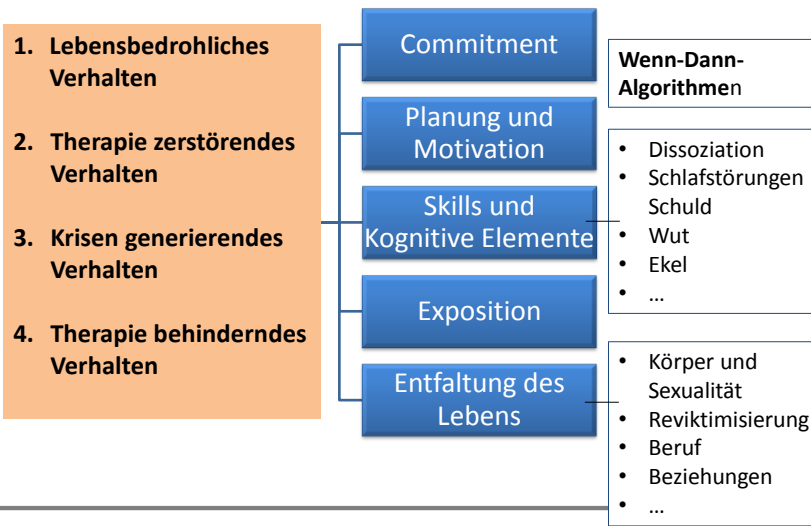 1. Lebensbedrohliches
Verhalten
2. Therapie zerstörendes
Verhalten
3. Krisen generierendes
Verhalten
4. Therapie behinderndes
Verhalten
Commitment
Planung und
Motivation
Skills und
Kognitive Elemente
Exposition
Entfaltung des
Lebens
Wenn-Dann-
Algorithmen
• Dissoziation
• Schlafstörungen
Schuld
• Wut
• Ekel
• ...
• Körper und
Sexualität
• Reviktimisierung
• Beruf
• Beziehungen
• ...